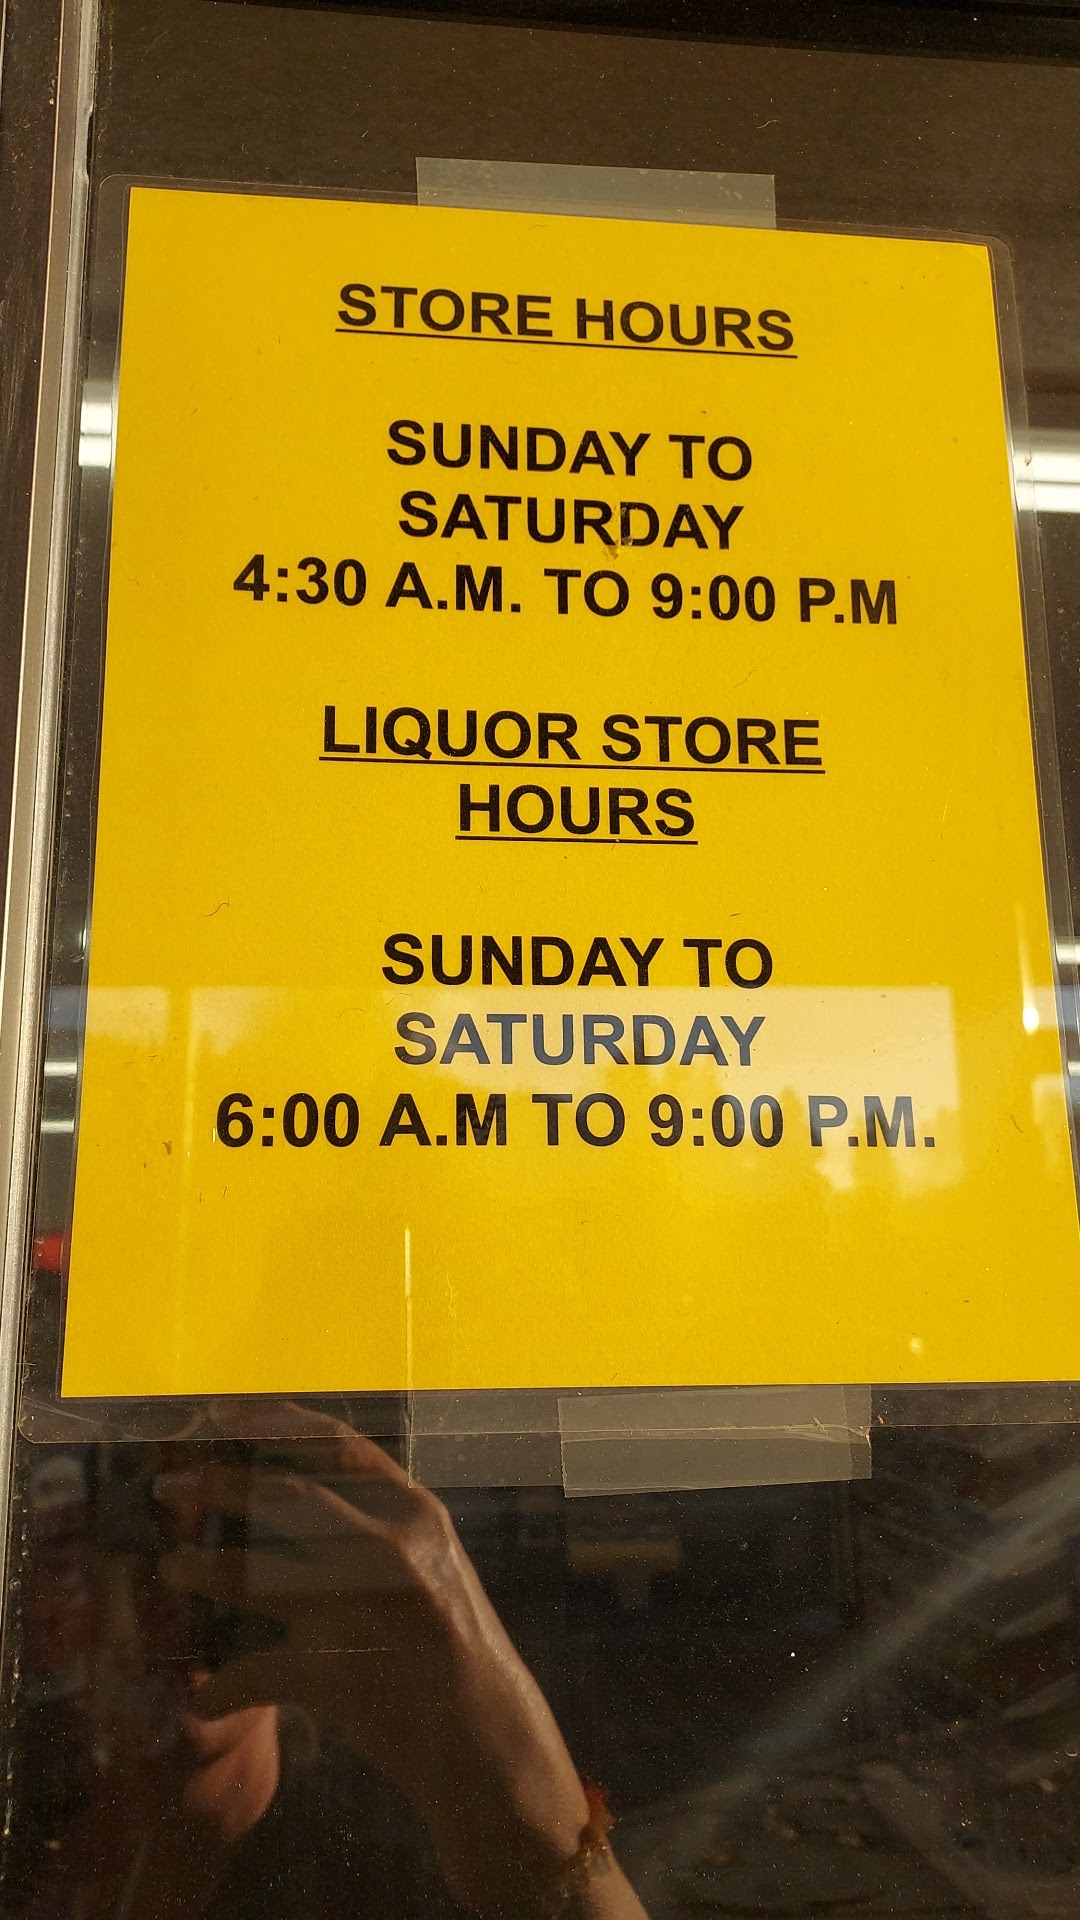 STORE HOURS
SUNDAY TO
SATURDAY
4:30 A.M. TO 9:00 P.M
LIQUOR STORE
HOURS
SUNDAY TO
SATURDAY
6:00 A.M TO 9:00 P.M.